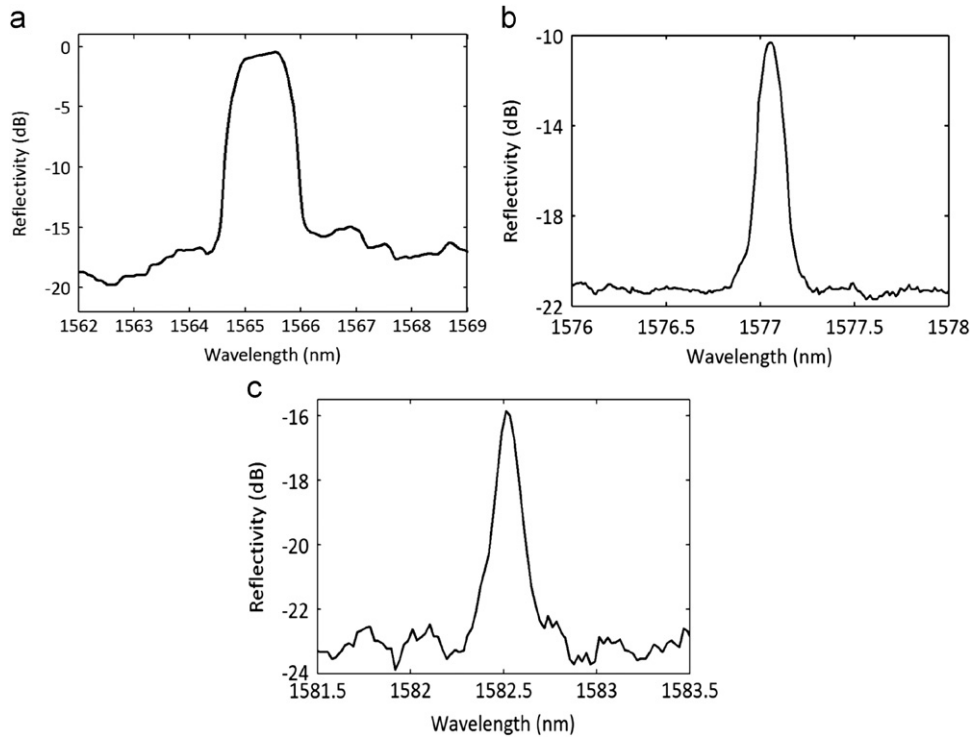 a
0
-5
-10
-15
-20
Reflectivity (dB)
1562 1563 1564 1565 1566 1567 1568 1569
Wavelength (nm)
b
-10
-14
-18
-22
Reflectivity (dB)
1576 1576.5 1577 1577.5 1578
Wavelength (nm)
c
-16
-18
-20
-22
-24
Reflectivity (dB)
1581.5 1582 1582.5 1583 1583.5
Wavelength (nm)